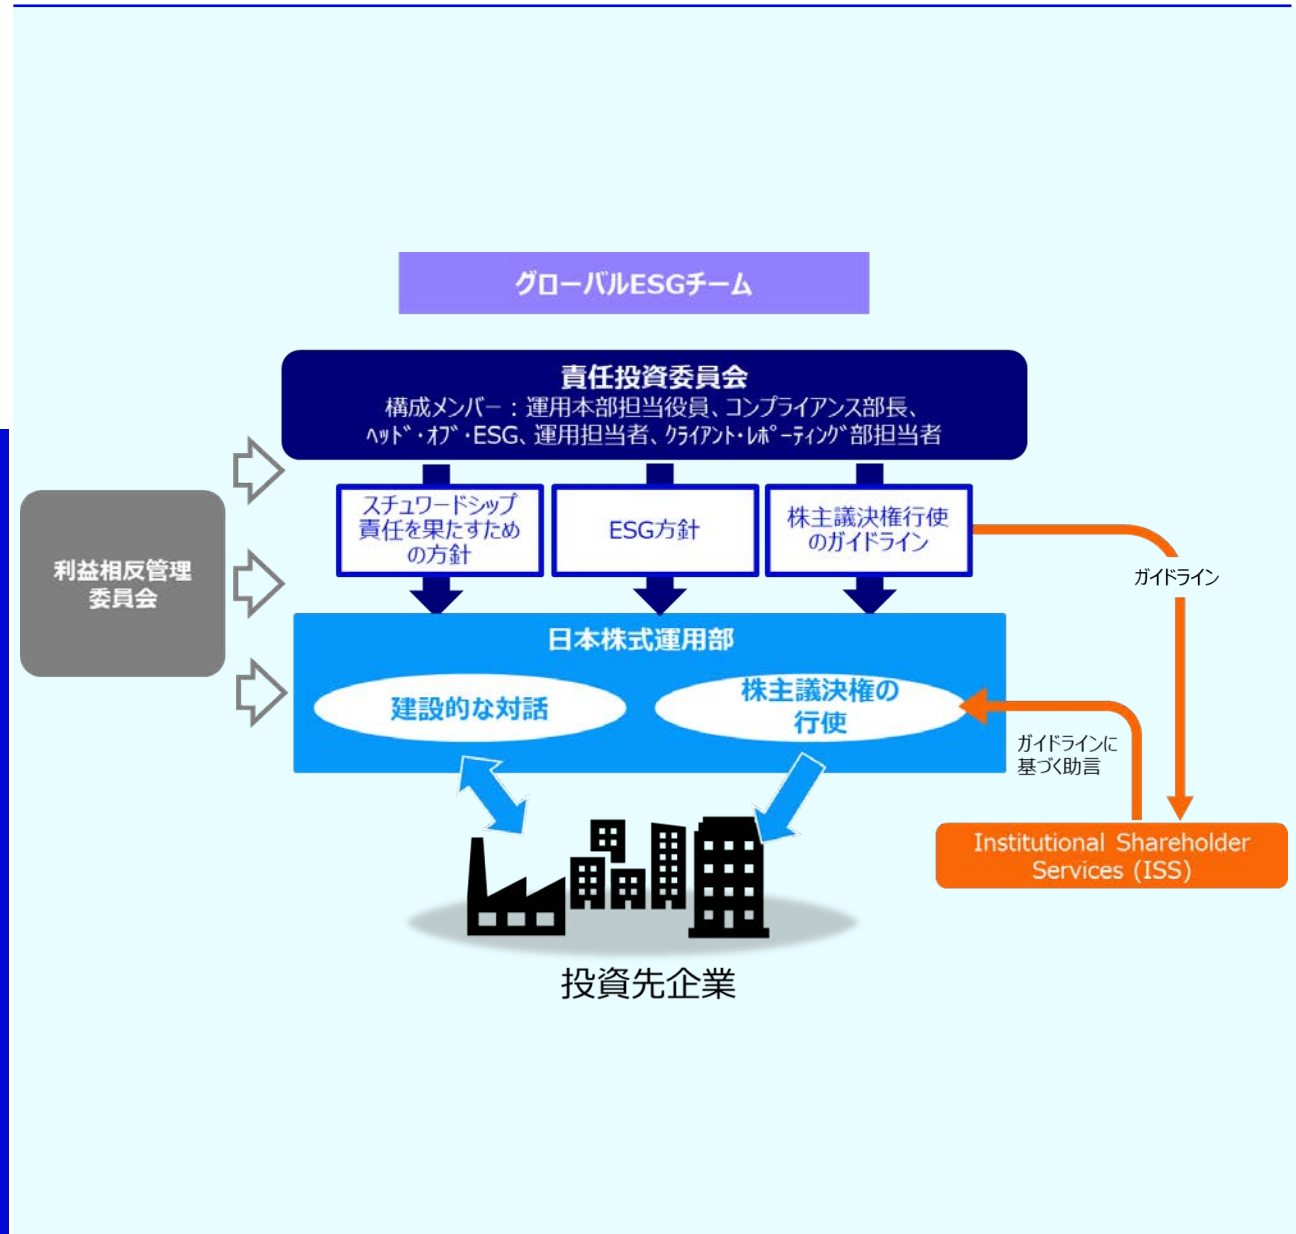 グローバルESGチーム
責任投資委員会
構成メンバー：運用本部担当役員、コンプライアンス部長、
ﾍｯﾄﾞ・ｵﾌﾞ・ESG、運用担当者、ｸﾗｲｱﾝﾄ・ﾚﾎﾟｰﾃｨﾝｸﾞ部担当者
スチュワードシップ
責任を果たすため
の方針
ESG方針
株主議決権行使
のガイドライン
ガイドライン
利益相反管理
委員会
日本株式運用部
建設的な対話
株主議決権の
行使
ガイドラインに
基づく助言
Institutional Shareholder
Services (ISS)
投資先企業